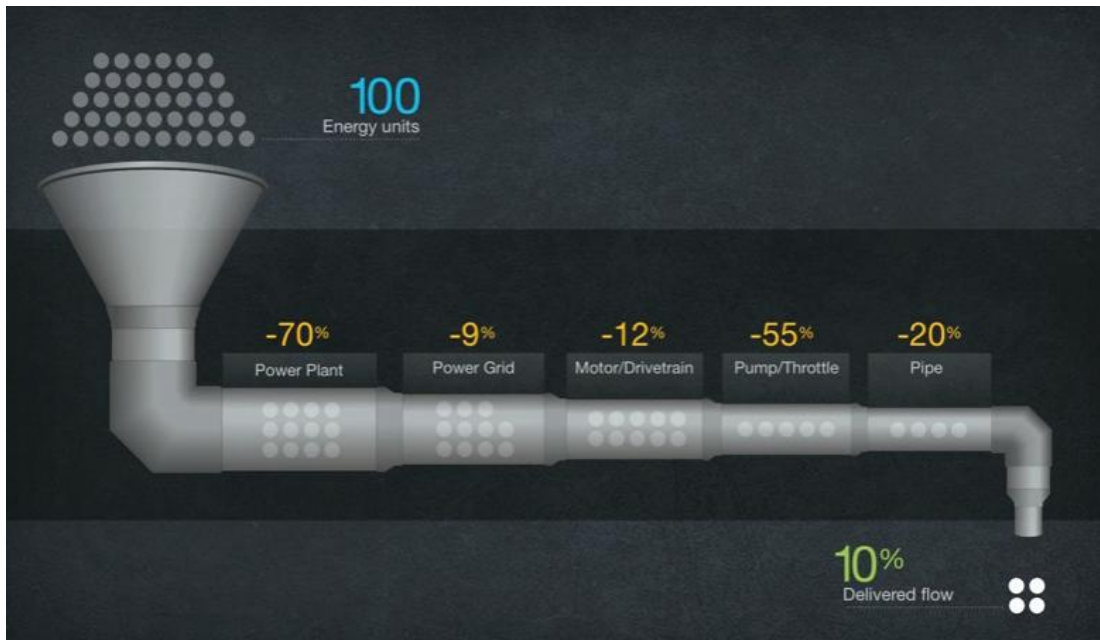 100
Energy units
-70%
Power Plant
-9%
Power Grid
-12%
Motor/Drivetrain
-55%
Pump/Throttle
-20%
Pipe
10%
Delivered flow